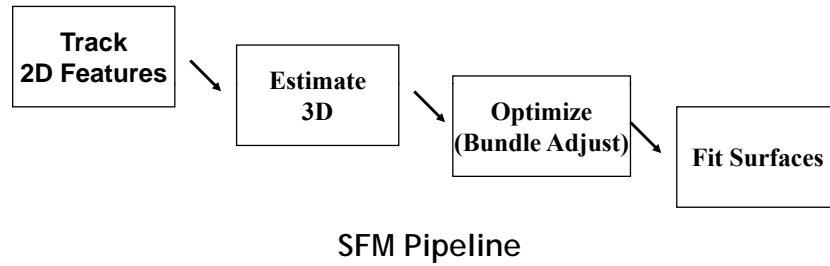 Track
2D Features
Estimate
3D
Optimize
(Bundle Adjust)
Fit Surfaces
SFM Pipeline